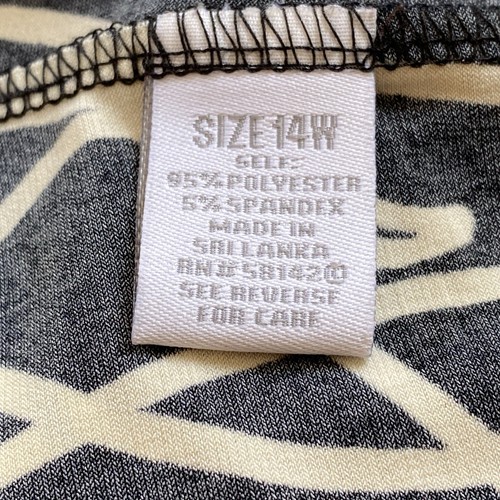 SIZE 14W
SELF:
95% POLYESTER
5% SPANDEX
MADE IN
SRI LANKA
RN# 58142 ©
SEE REVERSE
FOR CARE